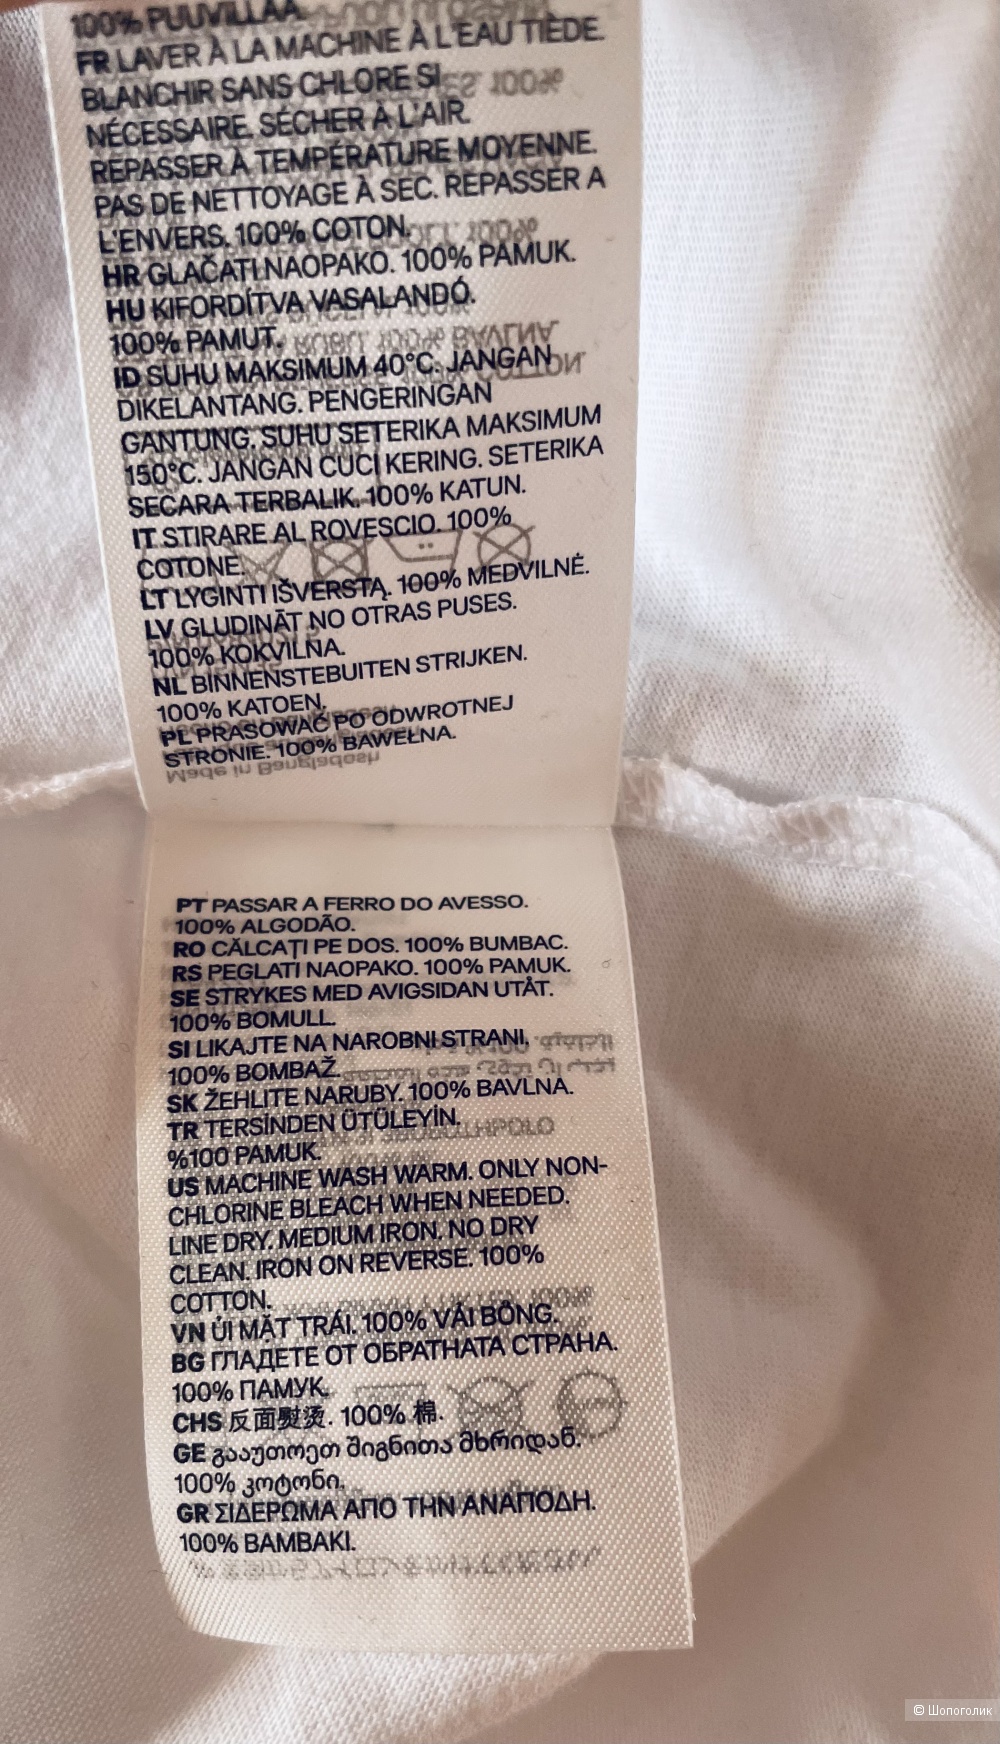 100% PUUVILLAA.
FR LAVER À LA MACHINE À L'EAU TIÈDE.
BLANCHIR SANS CHLORE SI
NÉCESSAIRE. SÉCHER À L'AIR.
REPASSER À TEMPÉRATURE MOYENNE.
PAS DE NETTOYAGE À SEC. REPASSER A
L'ENVERS. 100% COTON.
HR GLAČATI NAOPAKO. 100% PAMUK.
HU KIFORDÍTVA VASALANDÓ.
100% PAMUT.
ID SUHU MAKSIMUM 40°C. JANGAN
DIKELANTANG. PENGERINGAN
GANTUNG. SUHU SETERIKA MAKSIMUM
150°C. JANGAN CUCI KERING. SETERIKA
SECARA TERBALIK. 100% KATUN.
IT STIRARE AL ROVESCIO. 100%
COTONE.
LT LYGINTI IŠVERSTĄ. 100% MEDVILNĖ.
LV GLUDINĀT NO OTRAS PUSES.
100% KOKVILŅA.
NL BINNENSTEBUITEN STRIJKEN.
100% KATOEN.
PL PRASOWAĆ PO ODWROTNEJ
STRONIE. 100% BAWEŁNA.
Made in Bangladesh
PT PASSAR A FERRO DO AVESSO.
100% ALGODÃO.
RO CĂLCAȚI PE DOS. 100% BUMBAC.
RS PEGLATI NAOPAKO. 100% PAMUK.
SE STRYKES MED AVIGSIDAN UTÅT.
100% BOMULL.
SI LIKAJTE NA NAROBNI STRANI.
100% BOMBAŽ.
SK ŽEHLITE NARUBY. 100% BAVLNA.
TR TERSİNDEN ÜTÜLEYİN.
%100 PAMUK.
US MACHINE WASH WARM. ONLY NON-
CHLORINE BLEACH WHEN NEEDED.
LINE DRY. MEDIUM IRON. NO DRY
CLEAN. IRON ON REVERSE. 100%
COTTON.
VN ỦI MẶT TRÁI. 100% VẢI BÔNG.
BG ГЛАДЕТЕ ОТ ОБРАТНАТА СТРАНА.
100% ПАМУК.
CHS 反面熨烫. 100% 棉.
GE გააუთოეთ შიგნითა მხრიდან.
100% კოტონი.
GR ΣΙΔΕΡΩΜΑ ΑΠΟ ΤΗΝ ΑΝΑΠΟΔΗ.
100% ΒΑΜΒΑΚΙ.
© Шопоголик